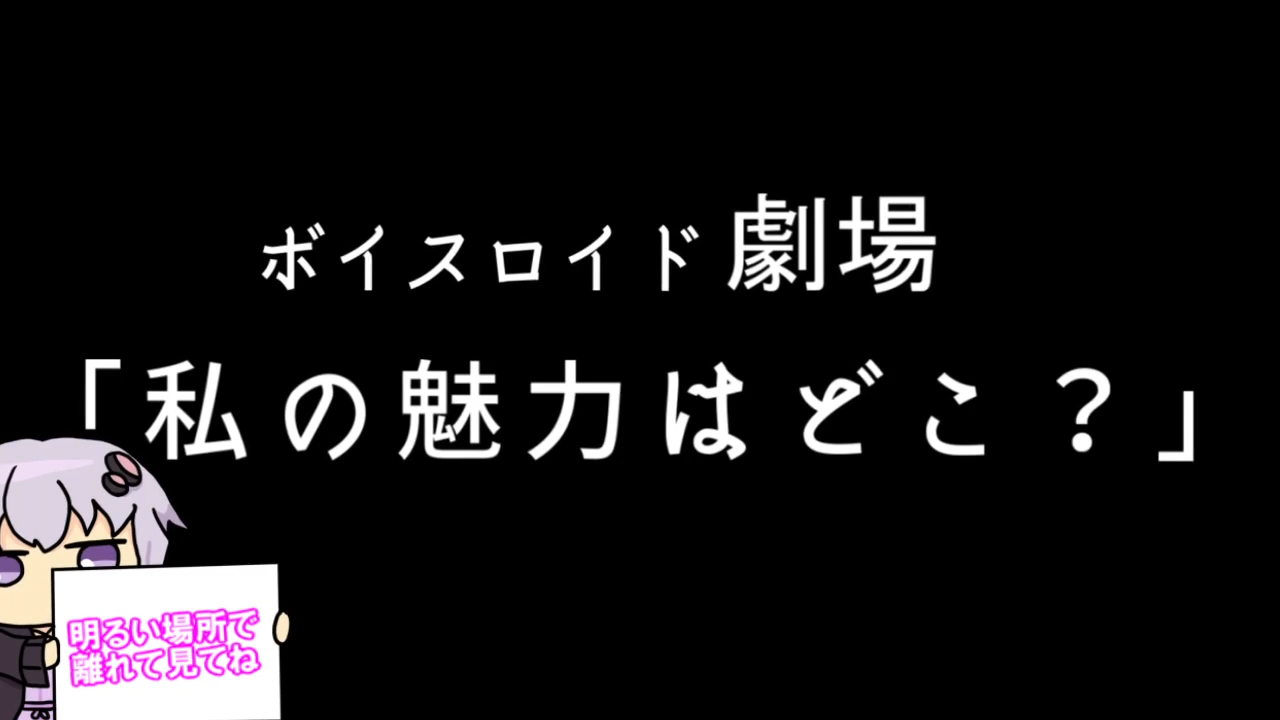 ボイスロイド劇場
「私の魅力はどこ？」
明るい場所で
離れて見てね